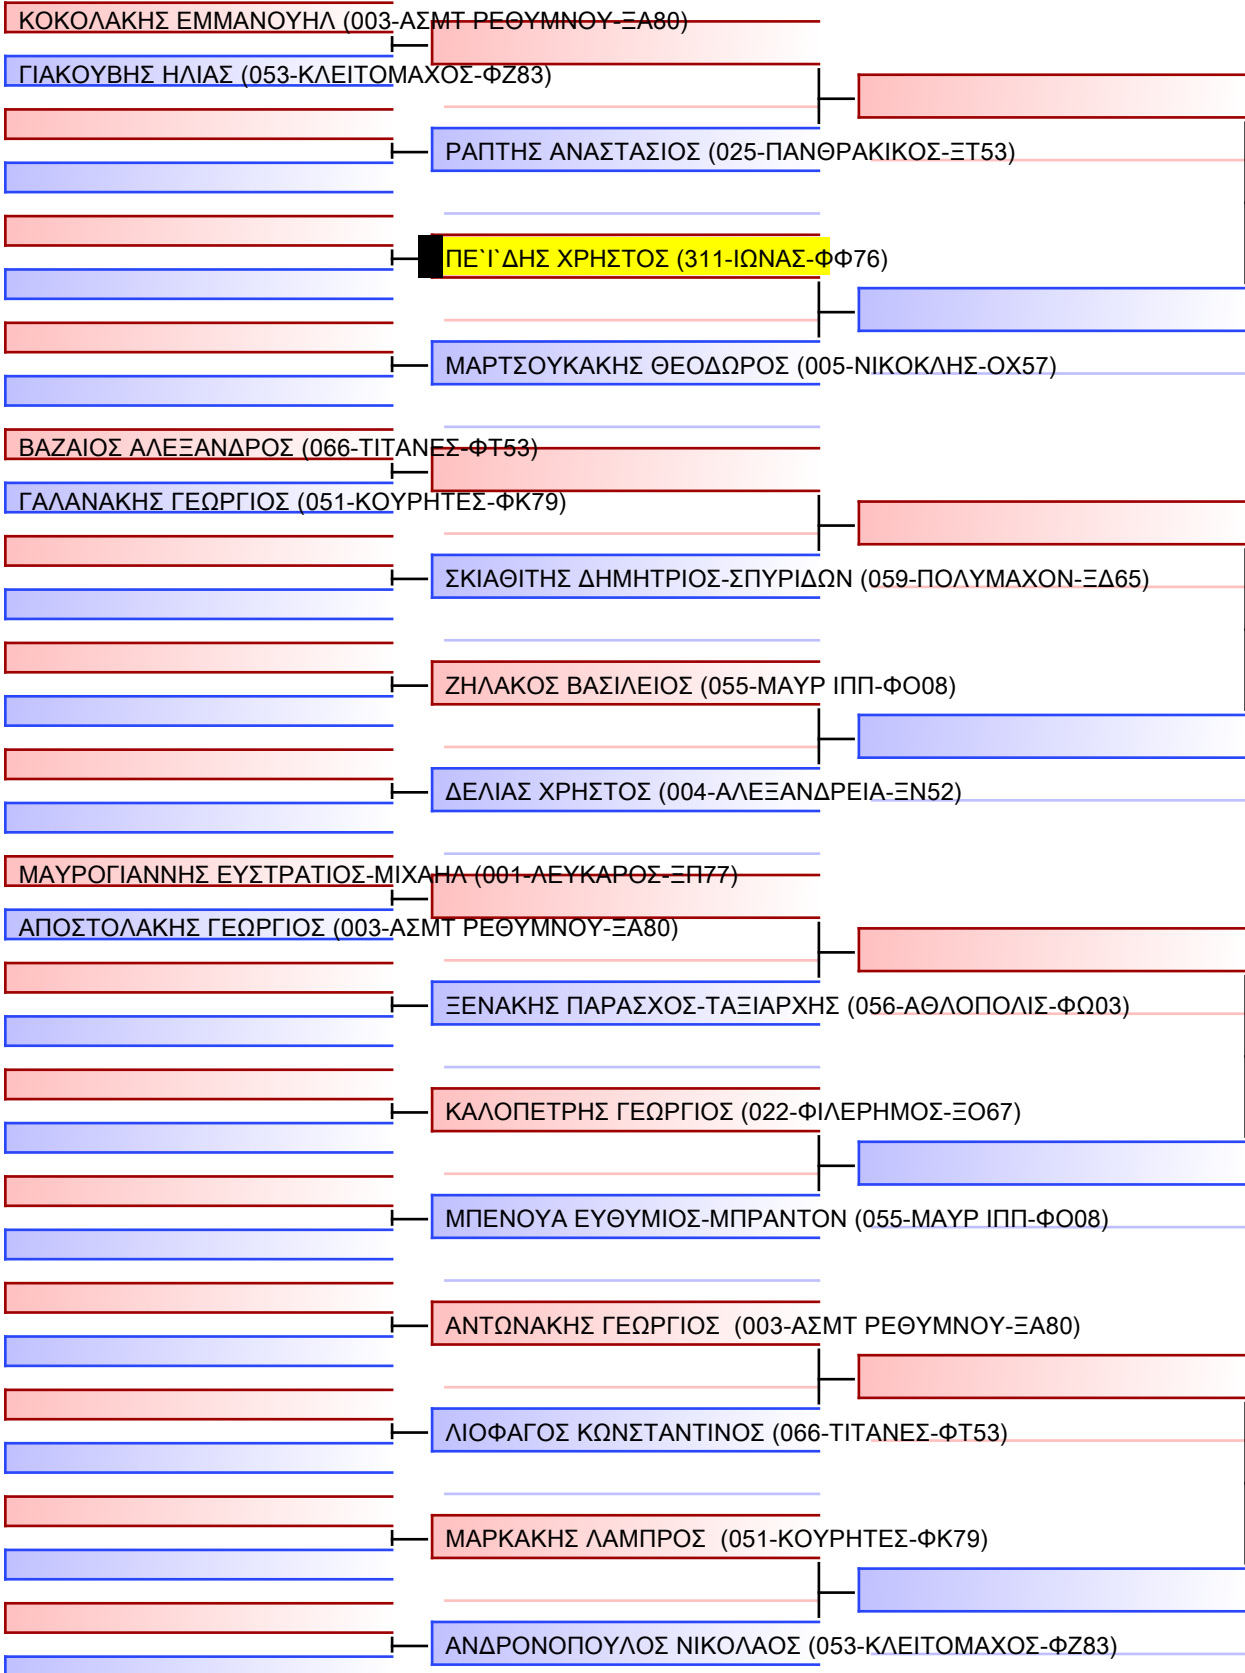 ΚΟΚΟΛΑΚΗΣ ΕΜΜΑΝΟΥΗΛ (003-ΑΣΜΤ ΡΕΘΥΜΝΟΥ-ΞΑ80)
ΓΙΑΚΟΥΒΗΣ ΗΛΙΑΣ (053-ΚΛΕΙΤΟΜΑΧΟΣ-ΦΖ83)
ΡΑΠΤΗΣ ΑΝΑΣΤΑΣΙΟΣ (025-ΠΑΝΘΡΑΚΙΚΟΣ-ΞΤ53)
ΠΕ`Ι`ΔΗΣ ΧΡΗΣΤΟΣ (311-ΙΩΝΑΣ-ΦΦ76)
ΜΑΡΤΣΟΥΚΑΚΗΣ ΘΕΟΔΩΡΟΣ (005-ΝΙΚΟΚΛΗΣ-ΟΧ57)
ΒΑΖΑΙΟΣ ΑΛΕΞΑΝΔΡΟΣ (066-ΤΙΤΑΝΕΣ-ΦΤ53)
ΓΑΛΑΝΑΚΗΣ ΓΕΩΡΓΙΟΣ (051-ΚΟΥΡΗΤΕΣ-ΦΚ79)
ΣΚΙΑΘΙΤΗΣ ΔΗΜΗΤΡΙΟΣ-ΣΠΥΡΙΔΩΝ (059-ΠΟΛΥΜΑΧΟΝ-ΞΔ65)
ΖΗΛΑΚΟΣ ΒΑΣΙΛΕΙΟΣ (055-ΜΑΥΡ ΙΠΠ-ΦΟ08)
ΔΕΛΙΑΣ ΧΡΗΣΤΟΣ (004-ΑΛΕΞΑΝΔΡΕΙΑ-ΞΝ52)
ΜΑΥΡΟΓΙΑΝΝΗΣ ΕΥΣΤΡΑΤΙΟΣ-ΜΙΧΑΗΛ (001-ΛΕΥΚΑΡΟΣ-ΞΠ77)
ΑΠΟΣΤΟΛΑΚΗΣ ΓΕΩΡΓΙΟΣ (003-ΑΣΜΤ ΡΕΘΥΜΝΟΥ-ΞΑ80)
ΞΕΝΑΚΗΣ ΠΑΡΑΣΧΟΣ-ΤΑΞΙΑΡΧΗΣ (056-ΑΘΛΟΠΟΛΙΣ-ΦΩ03)
ΚΑΛΟΠΕΤΡΗΣ ΓΕΩΡΓΙΟΣ (022-ΦΙΛΕΡΗΜΟΣ-ΞΟ67)
ΜΠΕΝΟΥΑ ΕΥΘΥΜΙΟΣ-ΜΠΡΑΝΤΟΝ (055-ΜΑΥΡ ΙΠΠ-ΦΟ08)
ΑΝΤΩΝΑΚΗΣ ΓΕΩΡΓΙΟΣ  (003-ΑΣΜΤ ΡΕΘΥΜΝΟΥ-ΞΑ80)
ΛΙΟΦΑΓΟΣ ΚΩΝΣΤΑΝΤΙΝΟΣ (066-ΤΙΤΑΝΕΣ-ΦΤ53)
ΜΑΡΚΑΚΗΣ ΛΑΜΠΡΟΣ  (051-ΚΟΥΡΗΤΕΣ-ΦΚ79)
ΑΝΔΡΟΝΟΠΟΥΛΟΣ ΝΙΚΟΛΑΟΣ (053-ΚΛΕΙΤΟΜΑΧΟΣ-ΦΖ83)